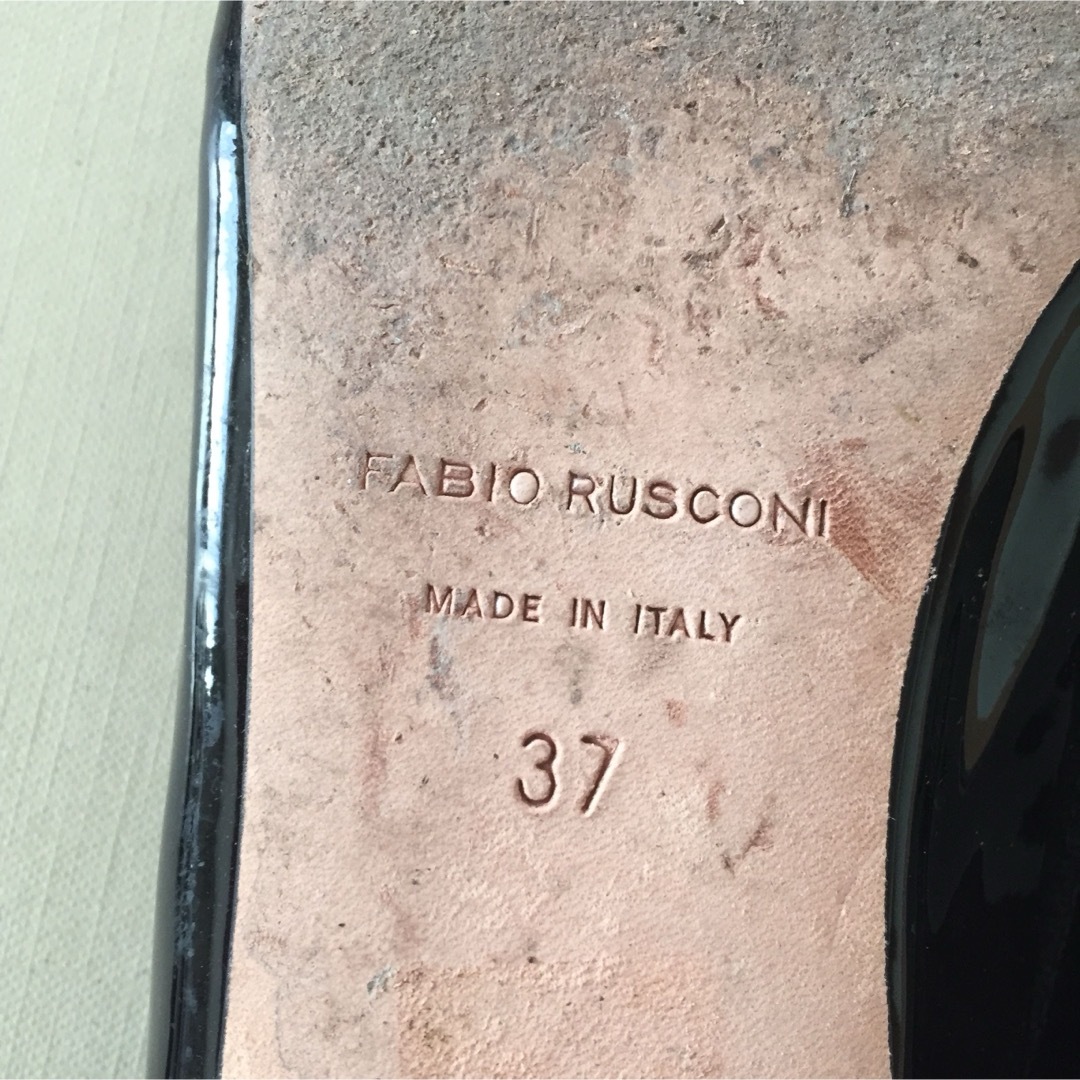 FABIO RUSCONI
MADE IN ITALY
37